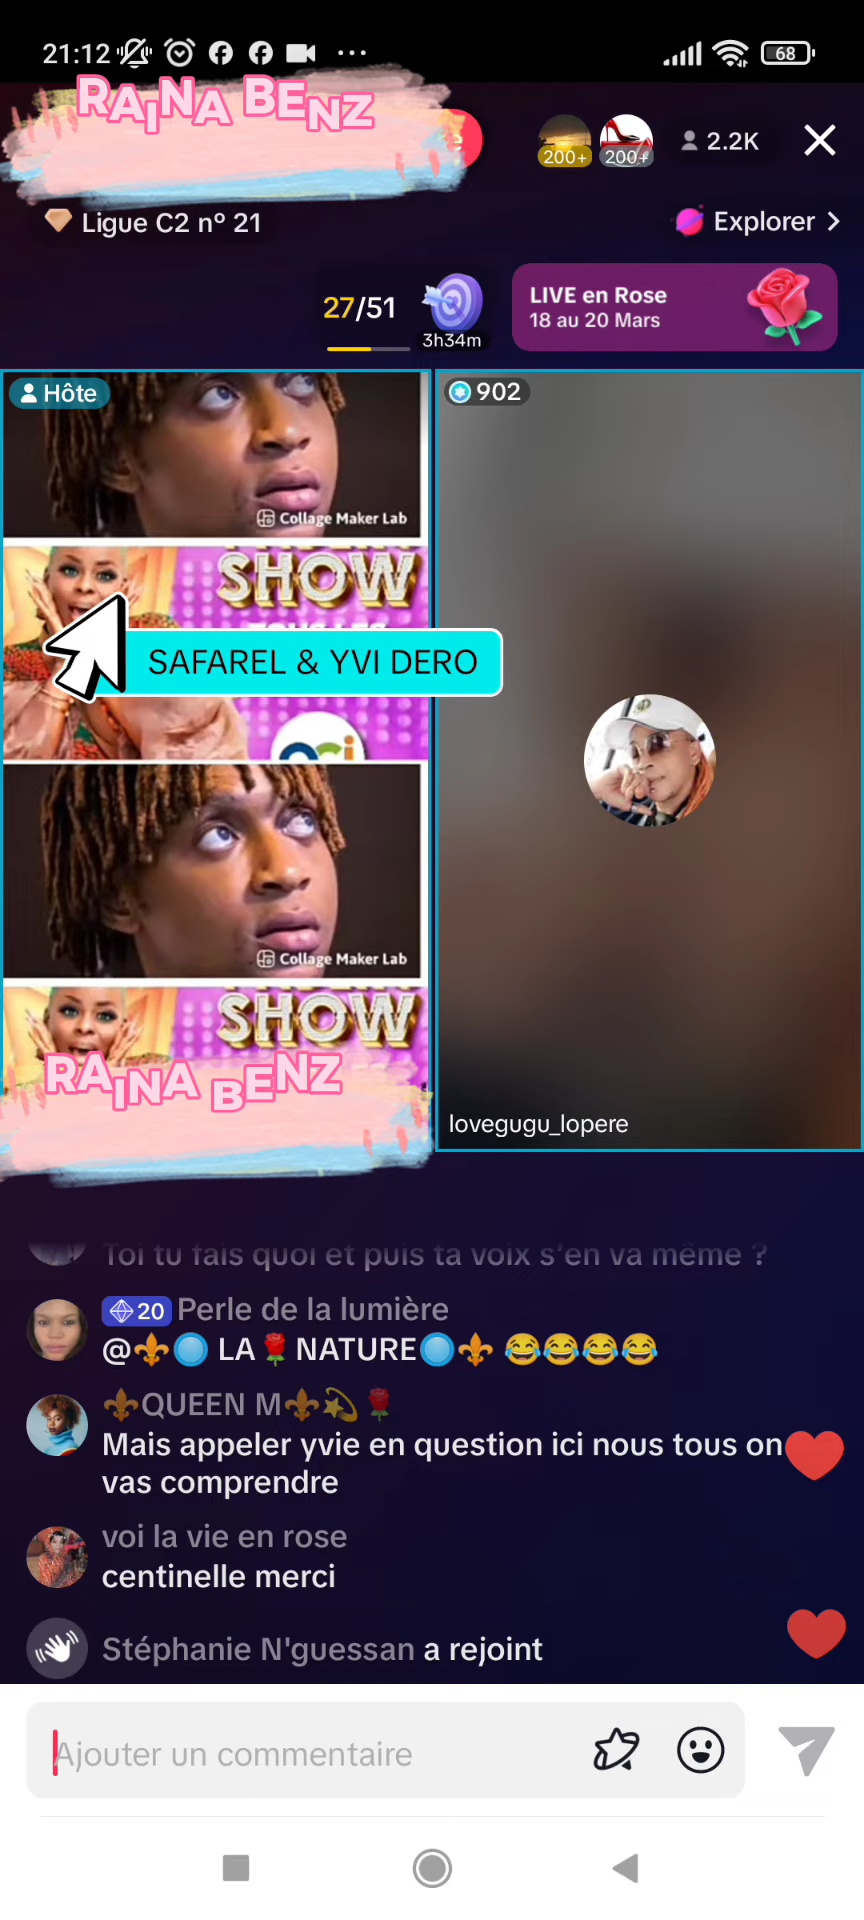 21:12
68
RAINA BENZ
200+
200+
2.2K
Ligue C2 nº 21
Explorer
27/51
3h34m
LIVE en Rose
18 au 20 Mars
Hôte
902
Collage Maker Lab
SHOW
SAFAREL & YVI DERO
Collage Maker Lab
SHOW
RAINA BENZ
lovegugu_lopere
Toi tu fais quoi et puis ta voix s'en va même ?
20 Perle de la lumière
@⚜️🔵 LA🌹NATURE🔵⚜️ 😂😂😂😂
⚜️QUEEN M⚜️💫🌹
Mais appeler yvie en question ici nous tous on
vas comprendre
voi la vie en rose
centinelle merci
Stéphanie N'guessan a rejoint
Ajouter un commentaire